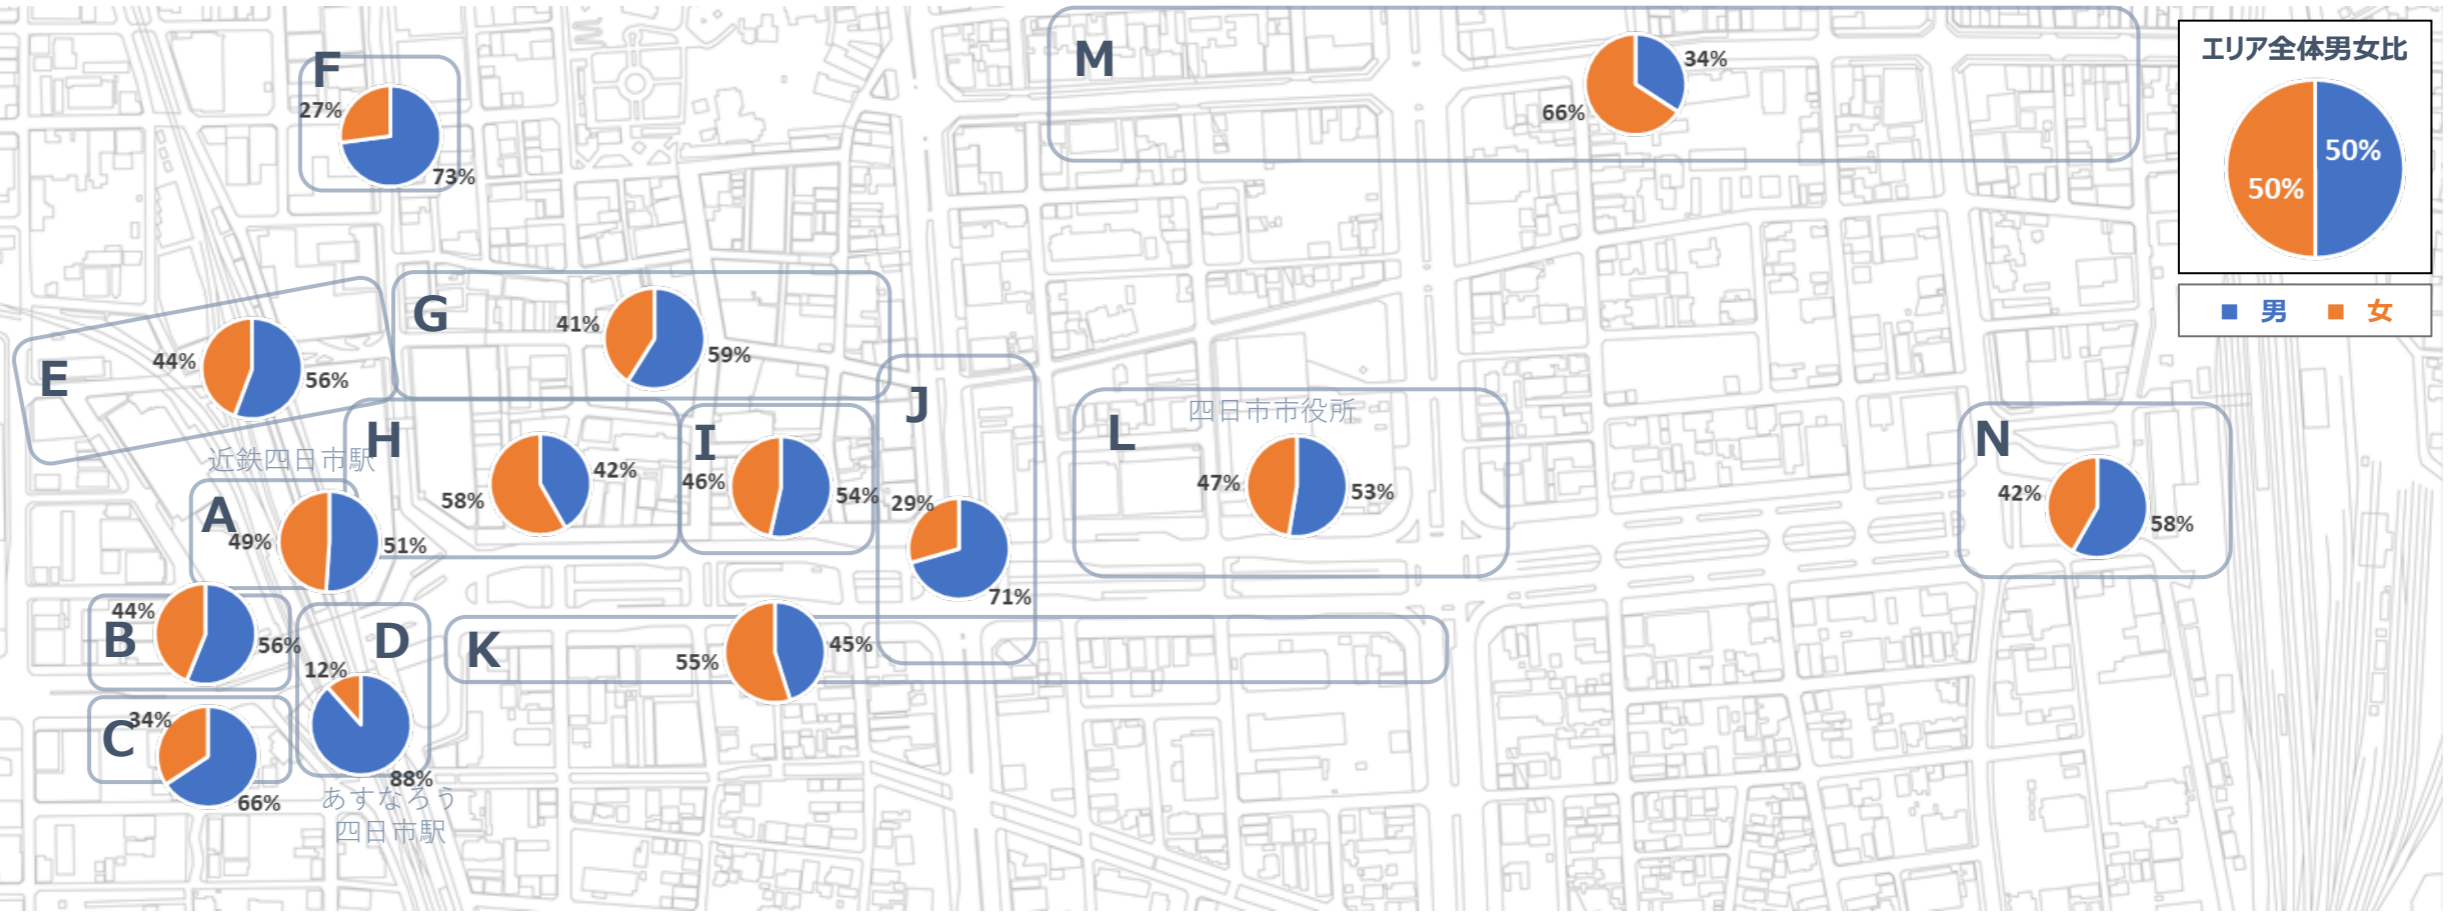 エリア全体男女比
50%
50%
男 女
M
34%
66%
F
27%
73%
G
41%
59%
E
44%
56%
近鉄四日市駅
H
42%
58%
I
46%
54%
J
29%
71%
四日市市役所
L
47%
53%
N
42%
58%
A
49%
51%
B
44%
56%
D
12%
88%
K
55%
45%
C
34%
66%
あすなろう
四日市駅